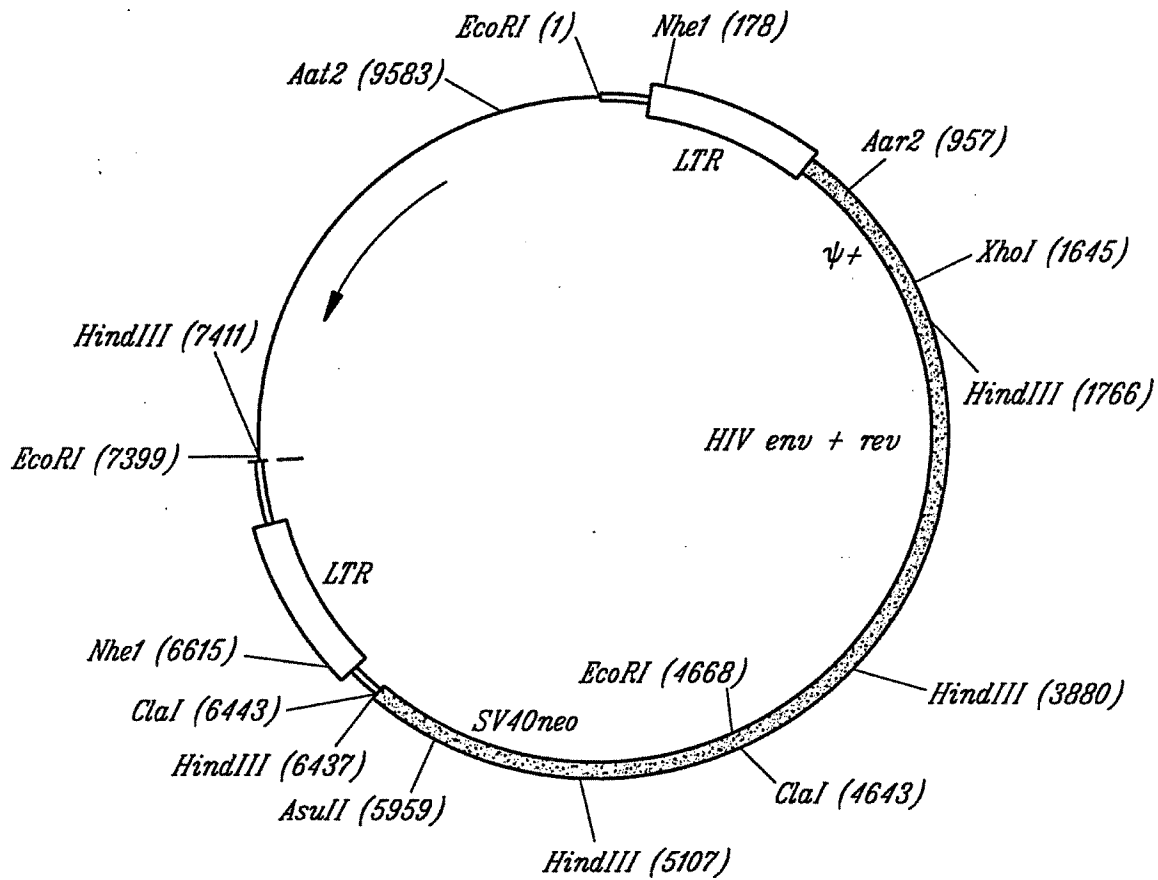 EcoRI (1)
Nhe1 (178)
Aat2 (9583)
LTR
Aar2 (957)
ψ+
XhoI (1645)
HindIII (7411)
HindIII (1766)
EcoRI (7399)
HIV env + rev
LTR
Nhe1 (6615)
EcoRI (4668)
HindIII (3880)
ClaI (6443)
SV40neo
HindIII (6437)
ClaI (4643)
AsuII (5959)
HindIII (5107)